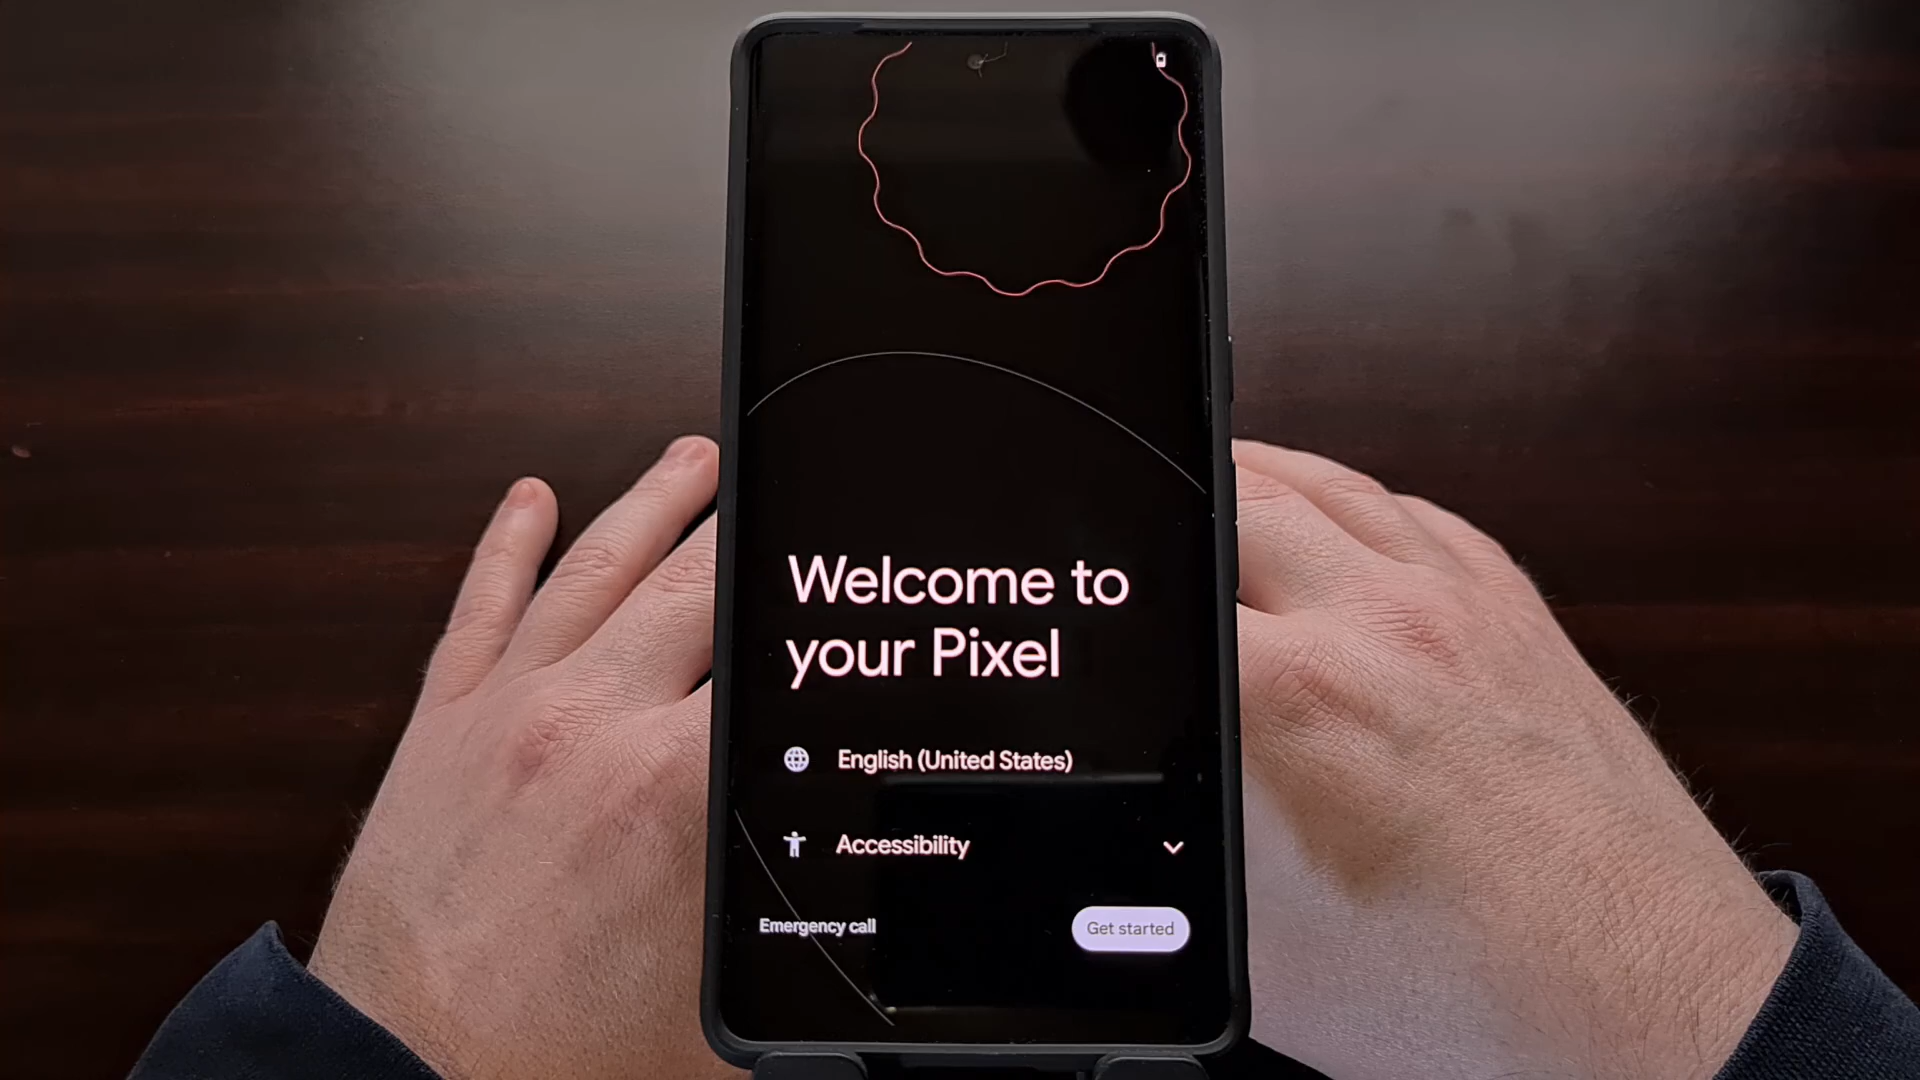 Welcome to
your Pixel
English (United States)
Accessibility
Emergency call
Get started